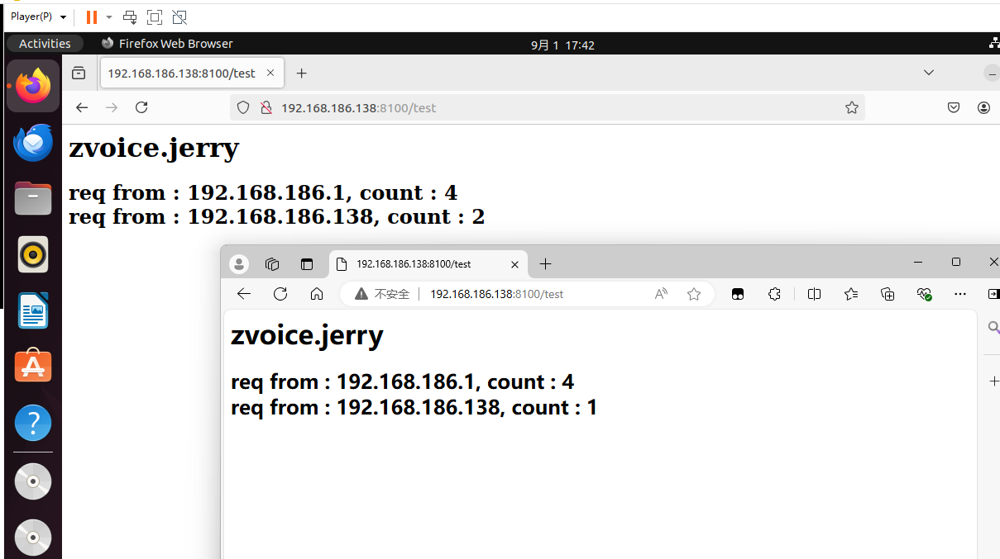 Player(P)
Activities
Firefox Web Browser
9月 1 17:42
192.168.186.138:8100/test
192.168.186.138:8100/test
zvoice.jerry
req from : 192.168.186.1, count : 4
req from : 192.168.186.138, count : 2
192.168.186.138:8100/test
不安全
192.168.186.138:8100/test
zvoice.jerry
req from : 192.168.186.1, count : 4
req from : 192.168.186.138, count : 1